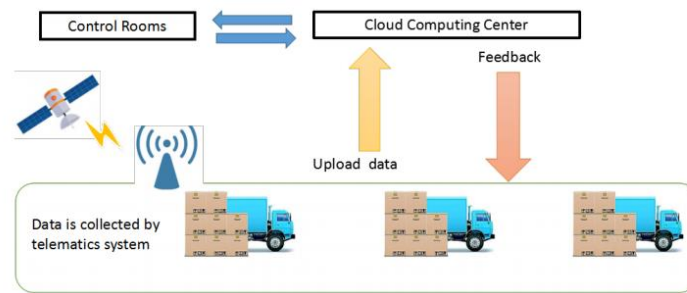 Control Rooms
Cloud Computing Center
Feedback
Upload data
Data is collected by
telematics system